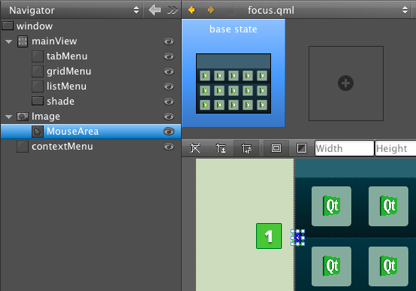 Navigator
window
mainView
tabMenu
gridMenu
listMenu
shade
Image
MouseArea
contextMenu
focus.qml
base state
Width
Height
Qt Qt
1
Qt Qt